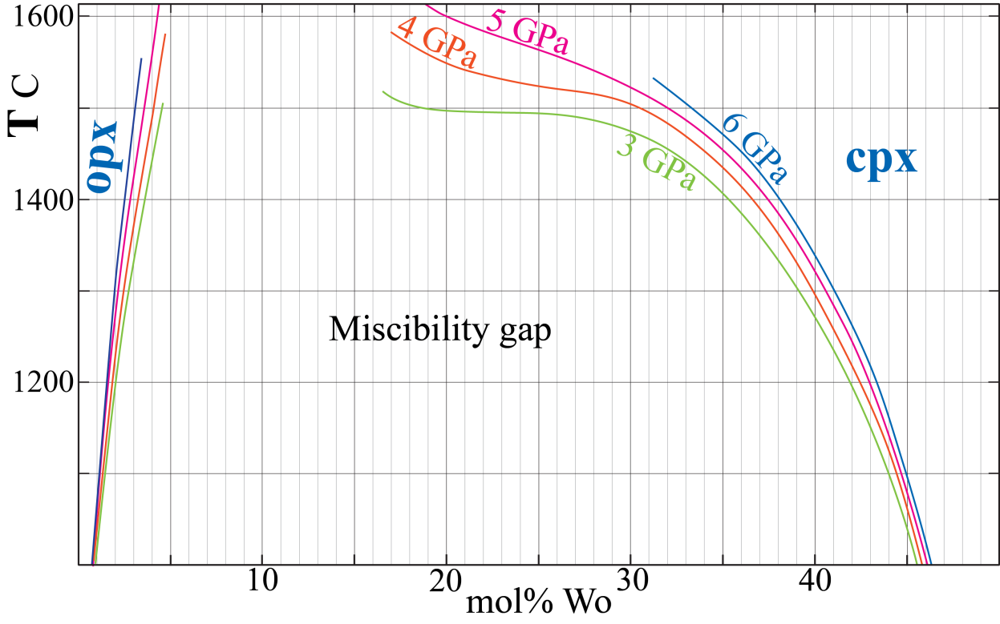 1600
5 GPa
4 GPa
T C
opx
6 GPa
cpx
3 GPa
1400
Miscibility gap
1200
10
20
30
40
mol% Wo